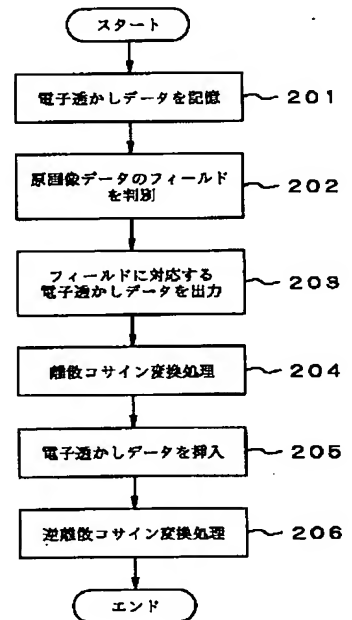 スタート
電子透かしデータを記憶
201
原画像データのフィールド
を判別
202
フィールドに対応する
電子透かしデータを出力
203
離散コサイン変換処理
204
電子透かしデータを挿入
205
逆離散コサイン変換処理
206
エンド